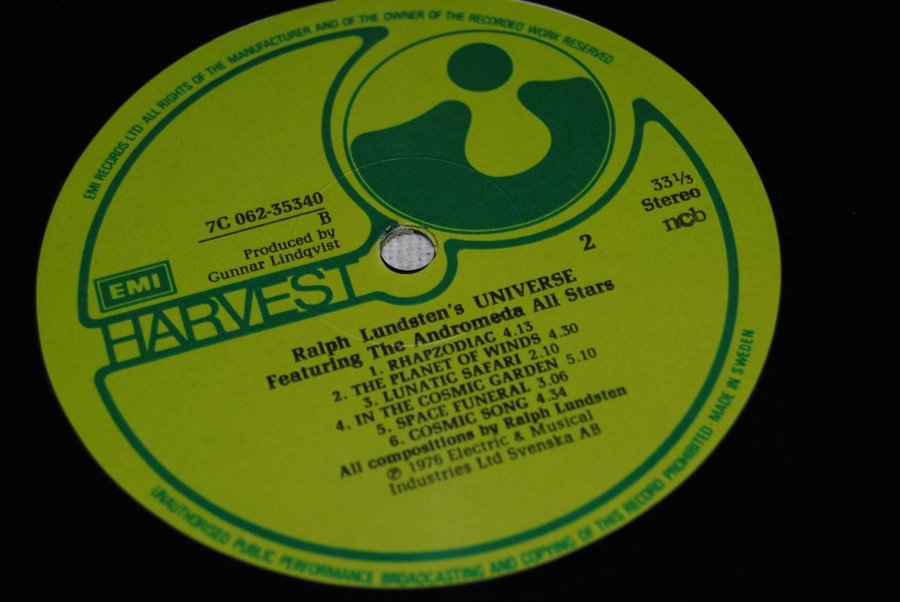 EMI RECORDS LTD ALL RIGHTS OF THE MANUFACTURER AND OF THE OWNER OF THE RECORDED WORK RESERVED
7C 062-35340
B
Produced by
Gunnar Lindqvist
EMI
HARVEST
33⅓
Stereo
ncb
2
Ralph Lundsten's UNIVERSE
Featuring The Andromeda All Stars
1. RHAPZODIAC 4.13
2. THE PLANET OF WINDS 4.30
3. LUNATIC SAFARI 2.10
4. IN THE COSMIC GARDEN 5.10
5. SPACE FUNERAL 3.06
6. COSMIC SONG 4.34
All compositions by Ralph Lundsten
℗ 1976 Electric & Musical
Industries Ltd Svenska AB
UNAUTHORISED PUBLIC PERFORMANCE BROADCASTING AND COPYING OF THIS RECORD PROHIBITED MADE IN SWEDEN